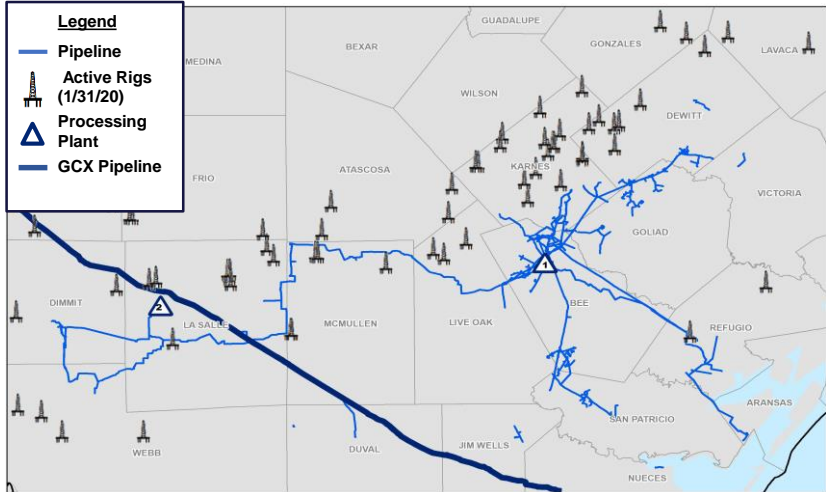 Legend
Pipeline
Active Rigs
(1/31/20)
Processing
Plant
GCX Pipeline
GUADALUPE
BEXAR
GONZALES
LAVACA
MEDINA
WILSON
DEWITT
ATASCOSA
KARNES
FRIO
VICTORIA
GOLIAD
1
DIMMIT
2
BEE
LA SALLE
MCMULLEN
LIVE OAK
REFUGIO
ARANSAS
SAN PATRICIO
WEBB
DUVAL
JIM WELLS
NUECES